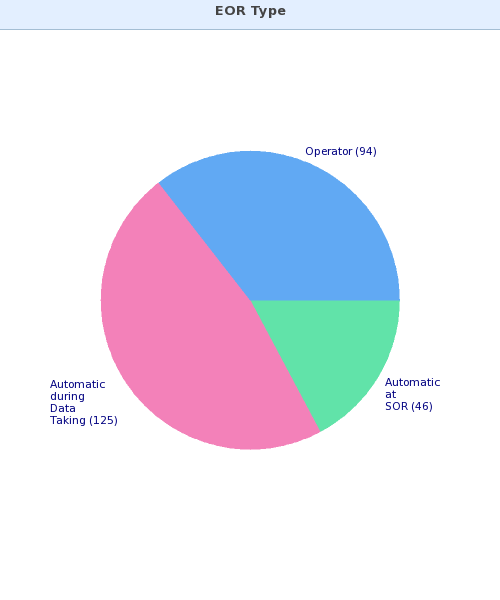 EOR Type
Operator (94)
Automatic
during
Data
Taking (125)
Automatic
at
SOR (46)